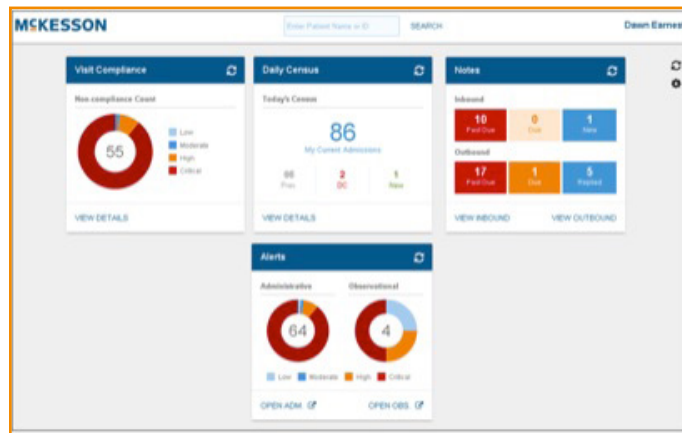 MCKESSON
Enter Patient Name or ID SEARCH
Dawn Earnes
Visit Compliance
Non-compliance Count
55
Low
Moderate
High
Critical
VIEW DETAILS
Daily Census
Today's Census
86
My Current Admissions
2 1
Prev DC New
VIEW DETAILS
Notes
Inbound
10 0 1
Past Due Due New
Outbound
17 1 5
Past Due Due Replied
VIEW INBOUND VIEW OUTBOUND
Alerts
Administrative Observational
64 4
Low Moderate High Critical
OPEN ADM OPEN OBS